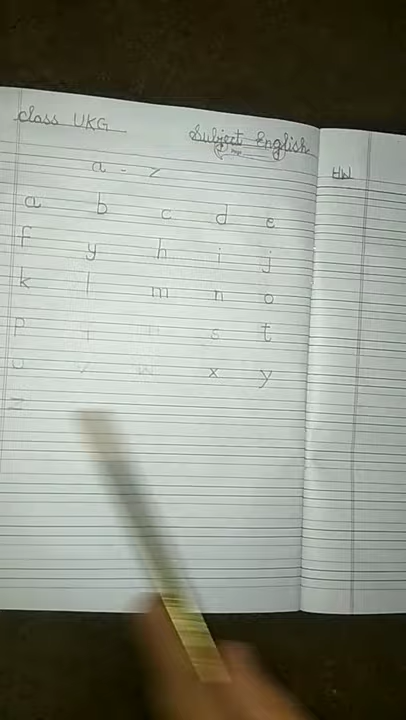 class UKG
Subject English
a - z
HW
a b c d e
f y h i j
k l m n o
p s t
u v w x y
z